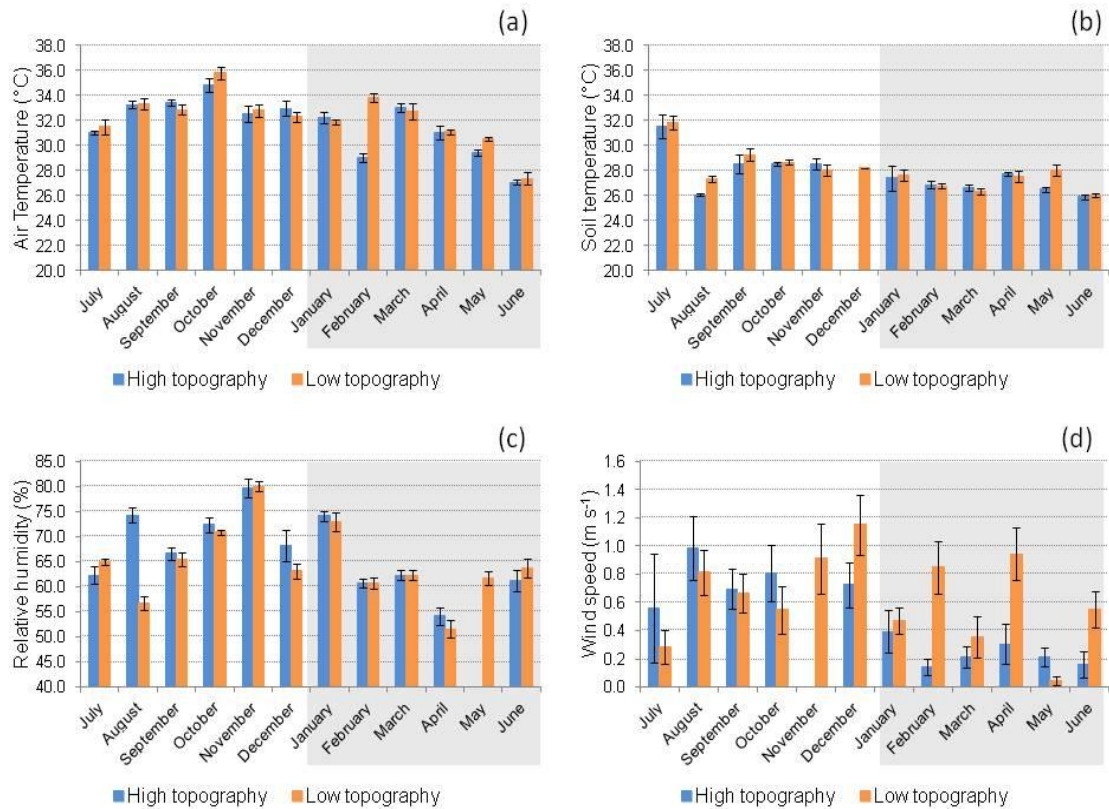 (a)
Air Temperature (°C)
38.0
36.0
34.0
32.0
30.0
28.0
26.0
24.0
22.0
20.0
July August September October November December January February March April May June
High topography Low topography
(b)
Soil temperature (°C)
38.0
36.0
34.0
32.0
30.0
28.0
26.0
24.0
22.0
20.0
July August September October November December January February March April May June
High topography Low topography
(c)
Relative humidity (%)
85.0
80.0
75.0
70.0
65.0
60.0
55.0
50.0
45.0
40.0
July August September October November December January February March April May June
High topography Low topography
(d)
Wind speed (m s⁻¹)
1.6
1.4
1.2
1.0
0.8
0.6
0.4
0.2
0.0
July August September October November December January February March April May June
High topography Low topography